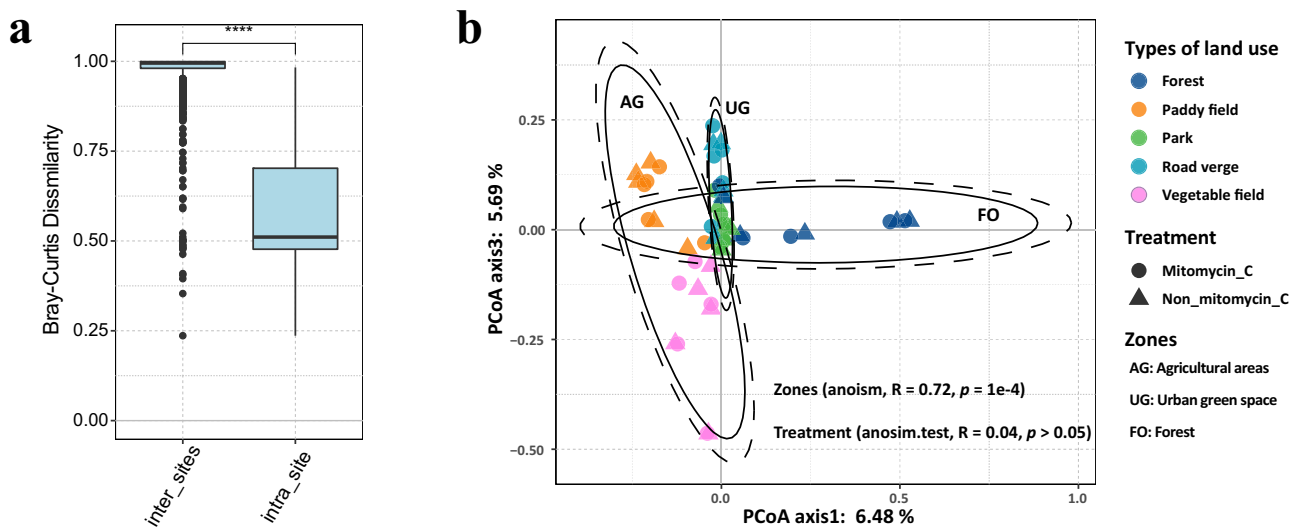 a
Bray-Curtis Dissmilarity
1.00
0.75
0.50
0.25
0.00
****
inter_sites
intra_site
b
PCoA axis3: 5.69 %
0.25
0.00
−0.25
−0.50
AG
UG
FO
Zones (anoism, R = 0.72, p = 1e-4)
Treatment (anosim.test, R = 0.04, p > 0.05)
0.0
0.5
1.0
PCoA axis1: 6.48 %
Types of land use
Forest
Paddy field
Park
Road verge
Vegetable field
Treatment
Mitomycin_C
Non_mitomycin_C
Zones
AG: Agricultural areas
UG: Urban green space
FO: Forest